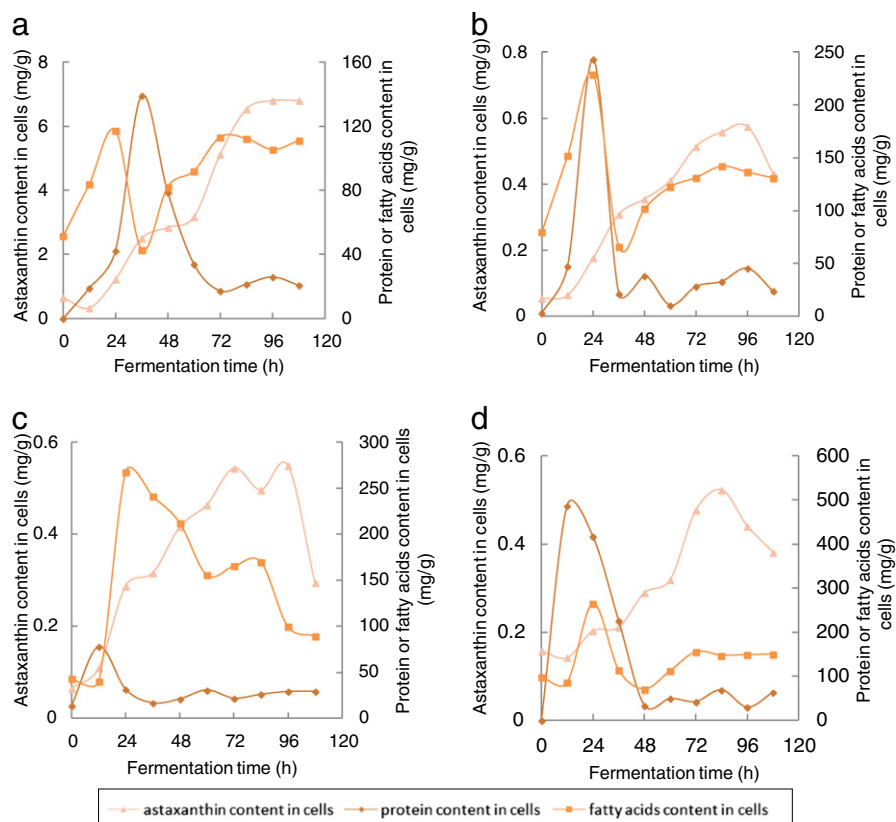 a
Astaxanthin content in cells (mg/g)
8
6
4
2
0
160
120
80
40
0
Protein or fatty acids content in
cells (mg/g)
0 24 48 72 96 120
Fermentation time (h)
b
Astaxanthin content in cells (mg/g)
0.8
0.6
0.4
0.2
0
250
200
150
100
50
0
Protein or fatty acids content in
cells (mg/g)
0 24 48 72 96 120
Fermentation time (h)
c
Astaxanthin content in cells (mg/g)
0.6
0.4
0.2
0
300
250
200
150
100
50
0
Protein or fatty acids content in cells
(mg/g)
0 24 48 72 96 120
Fermentation time (h)
d
Astaxanthin content in cells (mg/g)
0.6
0.4
0.2
0
600
500
400
300
200
100
0
Protein or fatty acids content in
cells (mg/g)
0 24 48 72 96 120
Fermentation time (h)
astaxanthin content in cells protein content in cells fatty acids content in cells